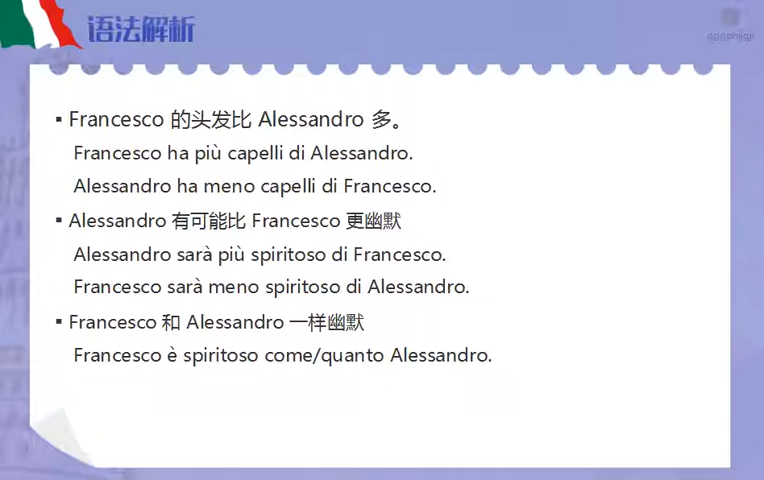 语法解析
▪ Francesco 的头发比 Alessandro 多。
Francesco ha più capelli di Alessandro.
Alessandro ha meno capelli di Francesco.
▪ Alessandro 有可能比 Francesco 更幽默
Alessandro sarà più spiritoso di Francesco.
Francesco sarà meno spiritoso di Alessandro.
▪ Francesco 和 Alessandro 一样幽默
Francesco è spiritoso come/quanto Alessandro.